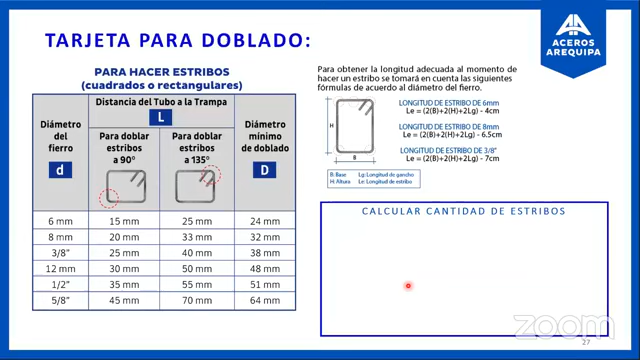 TARJETA PARA DOBLADO:
ACEROS
AREQUIPA
PARA HACER ESTRIBOS
(cuadrados o rectangulares)
Diámetro
del
fierro
d
Distancia del Tubo a la Trampa
L
Para doblar
estribos
a 90º
Para doblar
estribos
a 135º
Diámetro
mínimo
de doblado
D
6 mm 15 mm 25 mm 24 mm
8 mm 20 mm 33 mm 32 mm
3/8" 25 mm 40 mm 38 mm
12 mm 30 mm 50 mm 48 mm
1/2" 35 mm 55 mm 51 mm
5/8" 45 mm 70 mm 64 mm
Para obtener la longitud adecuada al momento de
hacer un estribo se tomará en cuenta las siguientes
fórmulas de acuerdo al diámetro del fierro.
H
B
LONGITUD DE ESTRIBO DE 6mm
Le = (2(B)+2(H)+2Lg) - 4cm
LONGITUD DE ESTRIBO DE 8mm
Le = (2(B)+2(H)+2Lg) - 6.5cm
LONGITUD DE ESTRIBO DE 3/8"
Le = (2(B)+2(H)+2Lg) - 7cm
B: Base Lg: Longitud de gancho
H: Altura Le: Longitud de estribo
CALCULAR CANTIDAD DE ESTRIBOS
zoom
27